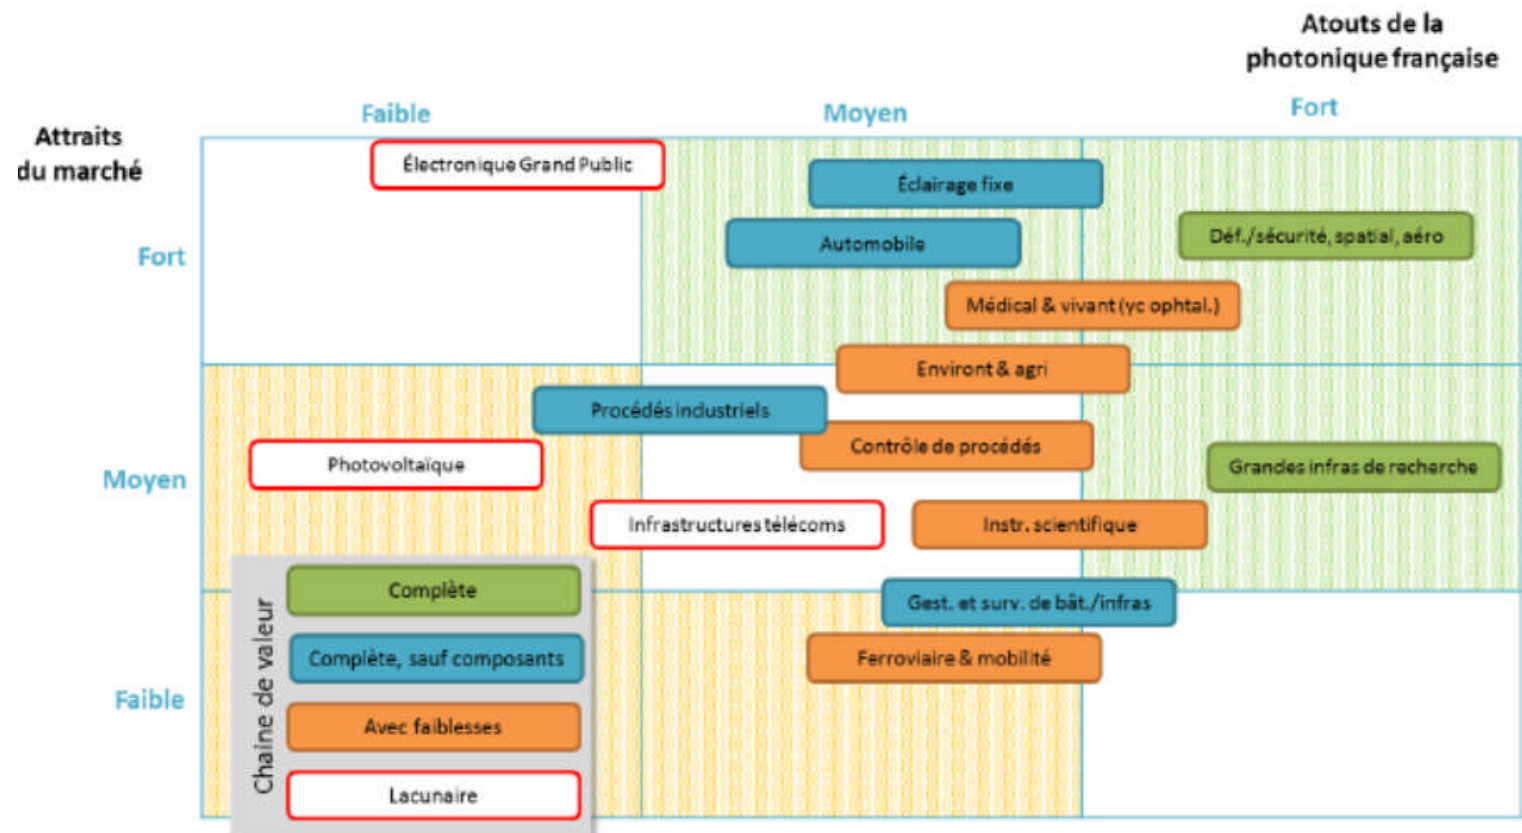 Atouts de la
photonique française
Faible
Moyen
Fort
Attraits
du marché
Électronique Grand Public
Éclairage fixe
Déf./sécurité, spatial, aéro
Automobile
Fort
Médical & vivant (yc ophtal.)
Environt & agri
Procédés industriels
Contrôle de procédés
Photovoltaïque
Grandes infras de recherche
Moyen
Infrastructures télécoms
Instr. scientifique
Complète
Gest. et surv. de bât./infras
Complète, sauf composants
Ferroviaire & mobilité
Faible
Chaine de valeur
Avec faiblesses
Lacunaire